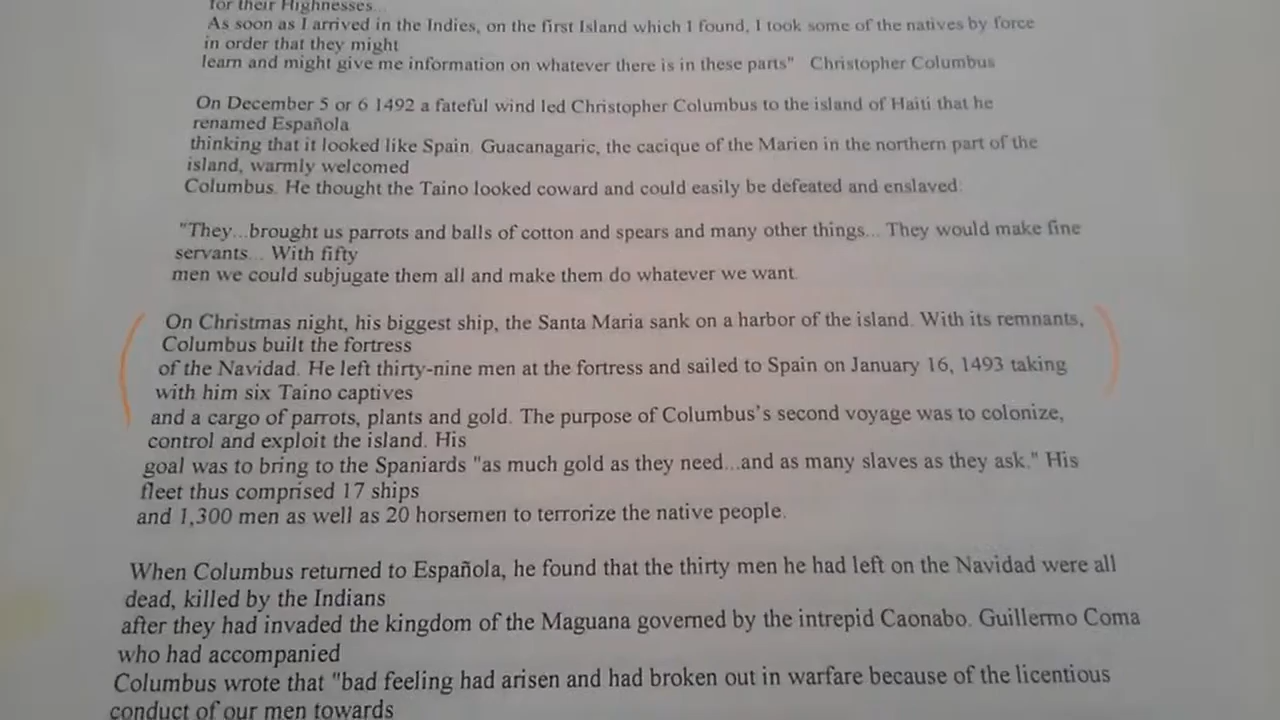 for their Highnesses...
As soon as I arrived in the Indies, on the first Island which I found, I took some of the natives by force
in order that they might
learn and might give me information on whatever there is in these parts" Christopher Columbus
On December 5 or 6 1492 a fateful wind led Christopher Columbus to the island of Haiti that he
renamed Española
thinking that it looked like Spain. Guacanagaric, the cacique of the Marien in the northern part of the
island, warmly welcomed
Columbus. He thought the Taino looked coward and could easily be defeated and enslaved.
"They...brought us parrots and balls of cotton and spears and many other things... They would make fine
servants... With fifty
men we could subjugate them all and make them do whatever we want.
On Christmas night, his biggest ship, the Santa Maria sank on a harbor of the island. With its remnants,
Columbus built the fortress
of the Navidad. He left thirty-nine men at the fortress and sailed to Spain on January 16, 1493 taking
with him six Taino captives
and a cargo of parrots, plants and gold. The purpose of Columbus's second voyage was to colonize,
control and exploit the island. His
goal was to bring to the Spaniards "as much gold as they need...and as many slaves as they ask." His
fleet thus comprised 17 ships
and 1,300 men as well as 20 horsemen to terrorize the native people.
When Columbus returned to Española, he found that the thirty men he had left on the Navidad were all
dead, killed by the Indians
after they had invaded the kingdom of the Maguana governed by the intrepid Caonabo. Guillermo Coma
who had accompanied
Columbus wrote that "bad feeling had arisen and had broken out in warfare because of the licentious
conduct of our men towards